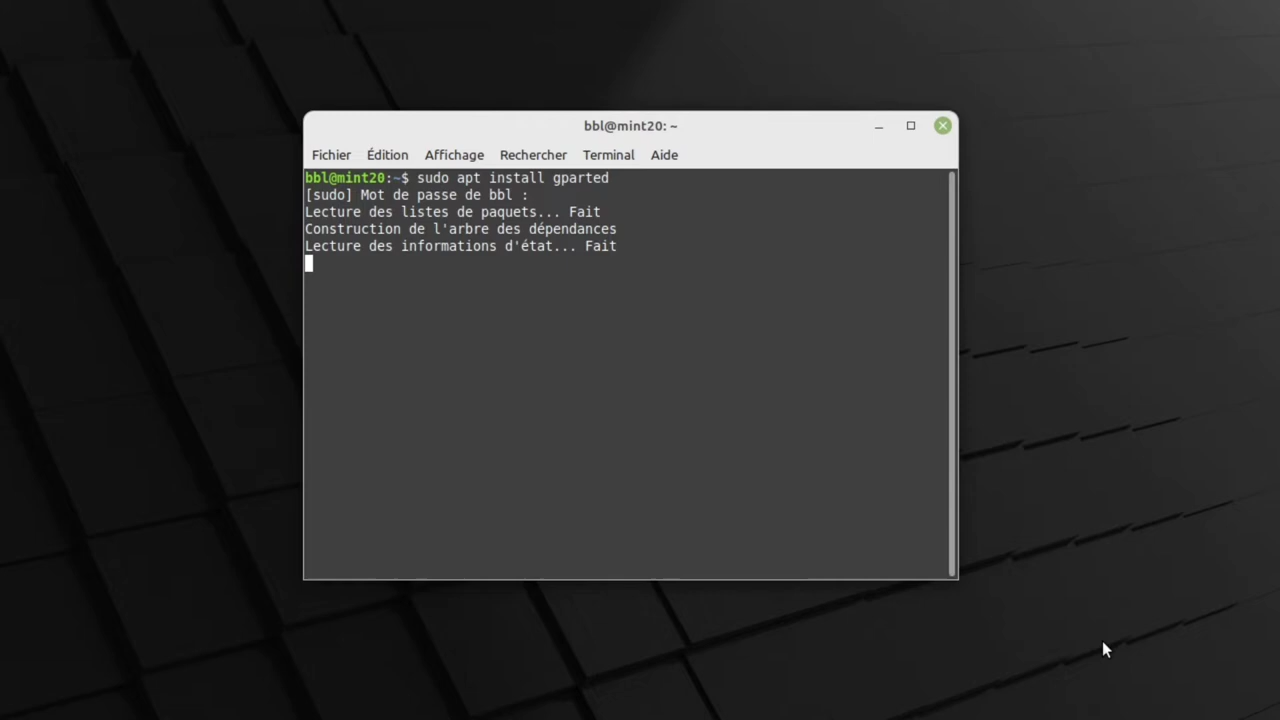 bbl@mint20: ~
Fichier Édition Affichage Rechercher Terminal Aide
bbl@mint20:~$ sudo apt install gparted
[sudo] Mot de passe de bbl :
Lecture des listes de paquets... Fait
Construction de l'arbre des dépendances
Lecture des informations d'état... Fait